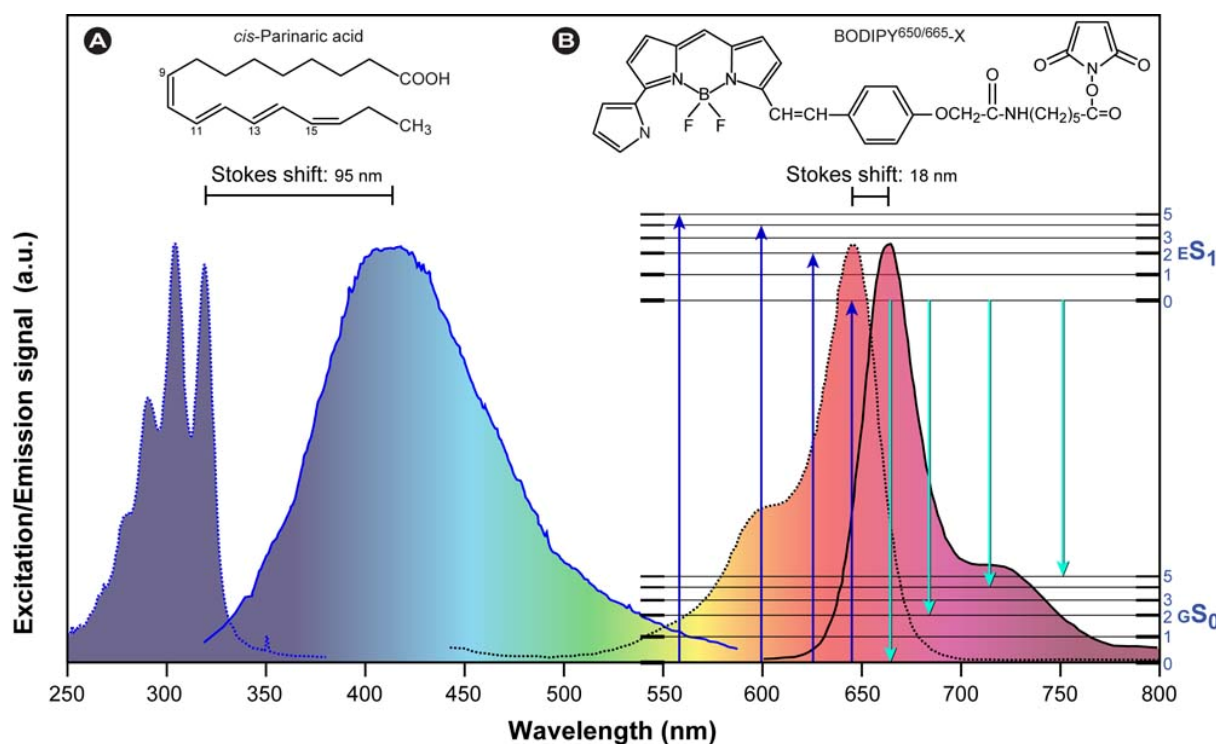 A
cis-Parinaric acid
COOH
9
11
13
15
CH3
Stokes shift: 95 nm
B
BODIPY650/665-X
N
B
N
F
F
N
CH=CH
O
OCH2-C-NH(CH2)5-C=O
O
N
O
O
Stokes shift: 18 nm
5
3
2
1
0
ES1
5
3
2
1
0
GS0
Excitation/Emission signal (a.u.)
250 300 350 400 450 500 550 600 650 700 750 800
Wavelength (nm)